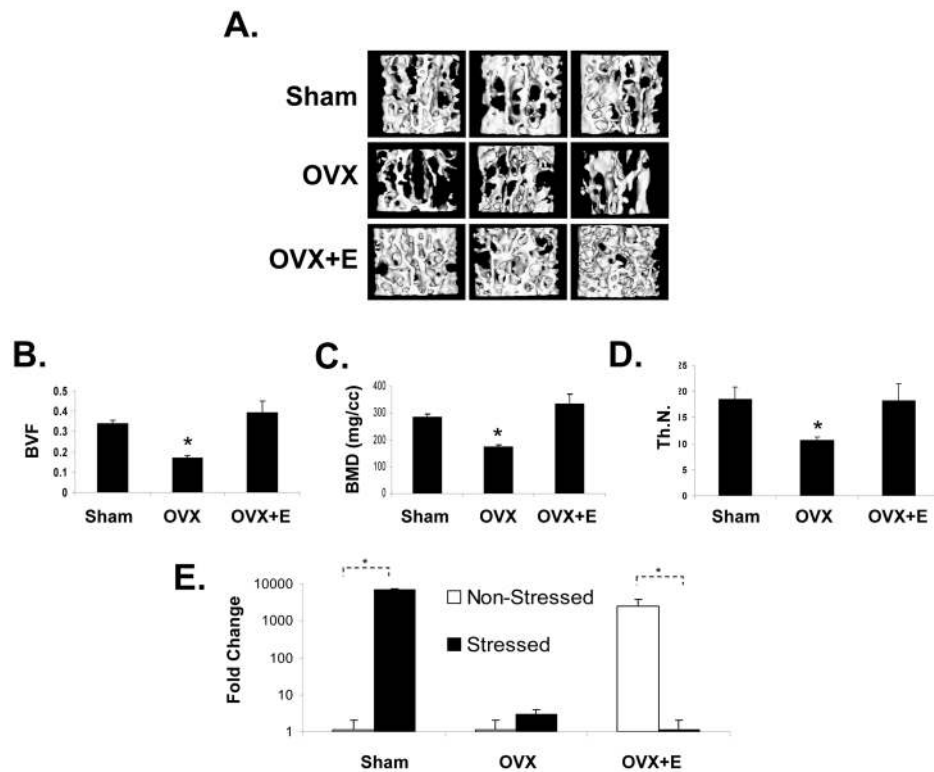 A.
Sham
OVX
OVX+E
B.
BVF
0.5
0.4
0.3
0.2
0.1
0
*
Sham OVX OVX+E
C.
BMD (mg/cc)
400
300
200
100
0
*
Sham OVX OVX+E
D.
Th.N.
25
20
15
10
5
0
*
Sham OVX OVX+E
E.
Fold Change
10000
1000
100
10
1
*
*
Non-Stressed
Stressed
Sham OVX OVX+E